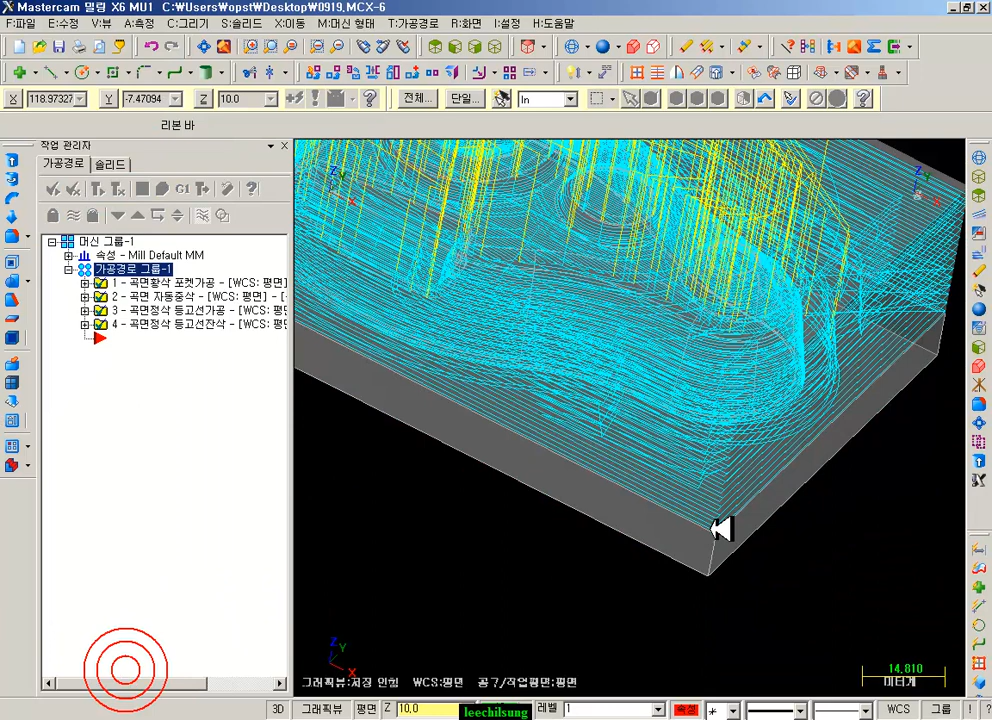 Mastercam 밀링 X6 MU1 C:₩Users₩opst₩Desktop₩0919,MCX-6
F:파일 E:수정 V:뷰 A:측정 C:그리기 S:솔리드 X:이동 M:머신 형태 T:가공경로 R:화면 I:설정 H:도움말
X 118.97327 Y -7.47094 Z 10.0 전체... 단일... In
리본 바
작업 관리자
가공경로 솔리드
G1
머신 그룹-1
속성 - Mill Default MM
가공경로 그룹-1
1 - 곡면황삭 포켓가공 - [WCS: 평면]
2 - 곡면 자동중삭 - [WCS: 평면] - [-
3 - 곡면정삭 등고선가공 - [WCS: 평면]
4 - 곡면정삭 등고선잔삭 - [WCS: 평면]
Z Y X
Z Y X
Z Y X
그래픽뷰:저장 안됨 WCS:평면 공구/작업평면:평면
14,810
미터계
3D 그래픽뷰 평면 Z 10,0 레벨 1 속성 WCS 그룹 ! ?
leechilsung